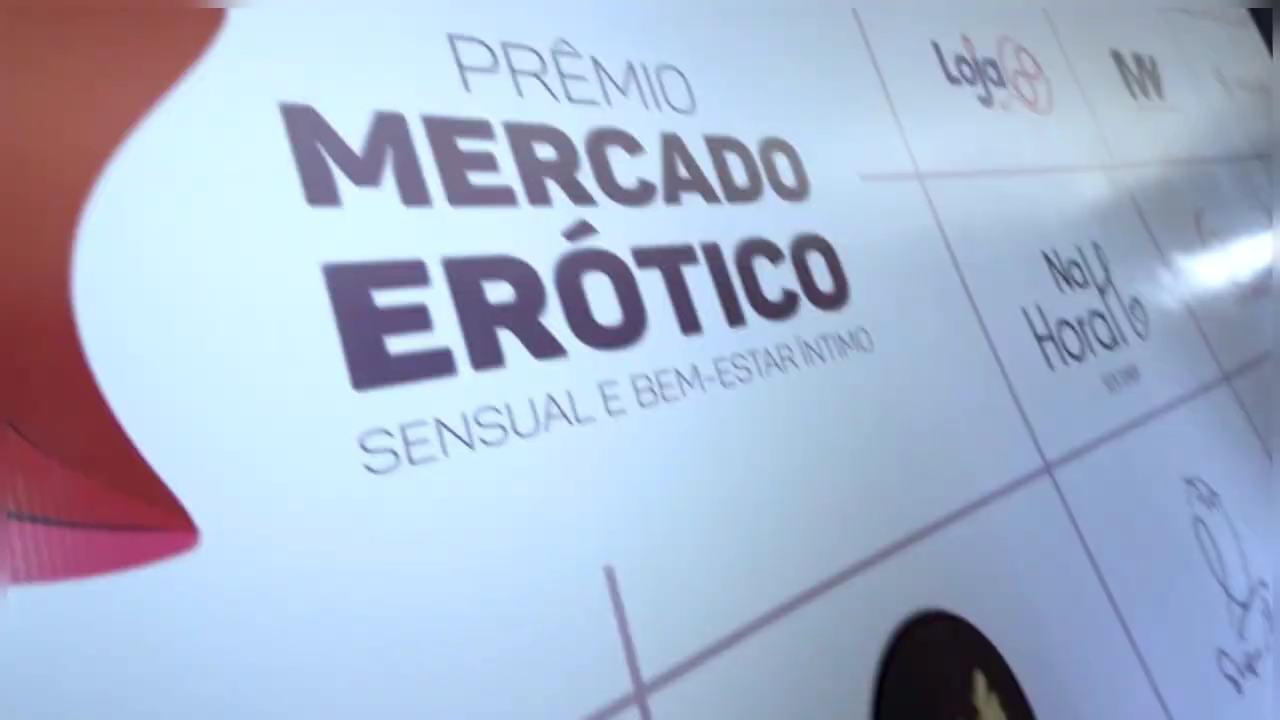 PRÊMIO
MERCADO
ERÓTICO
SENSUAL E BEM-ESTAR ÍNTIMO
Loja
Na
Hora